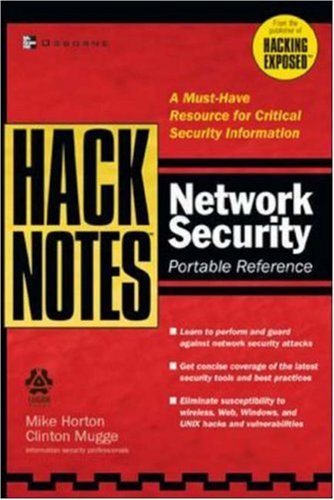 OSBORNE
From the
publisher of
HACKING
EXPOSED™
A Must-Have
Resource for Critical
Security Information
HACK
NOTES™
Network
Security
Portable Reference
Learn to perform and guard
against network security attacks
Get concise coverage of the latest
security tools and best practices
Eliminate susceptibility to
wireless, Web, Windows, and
UNIX hacks and vulnerabilities
Mike Horton
Clinton Mugge
Information security professionals